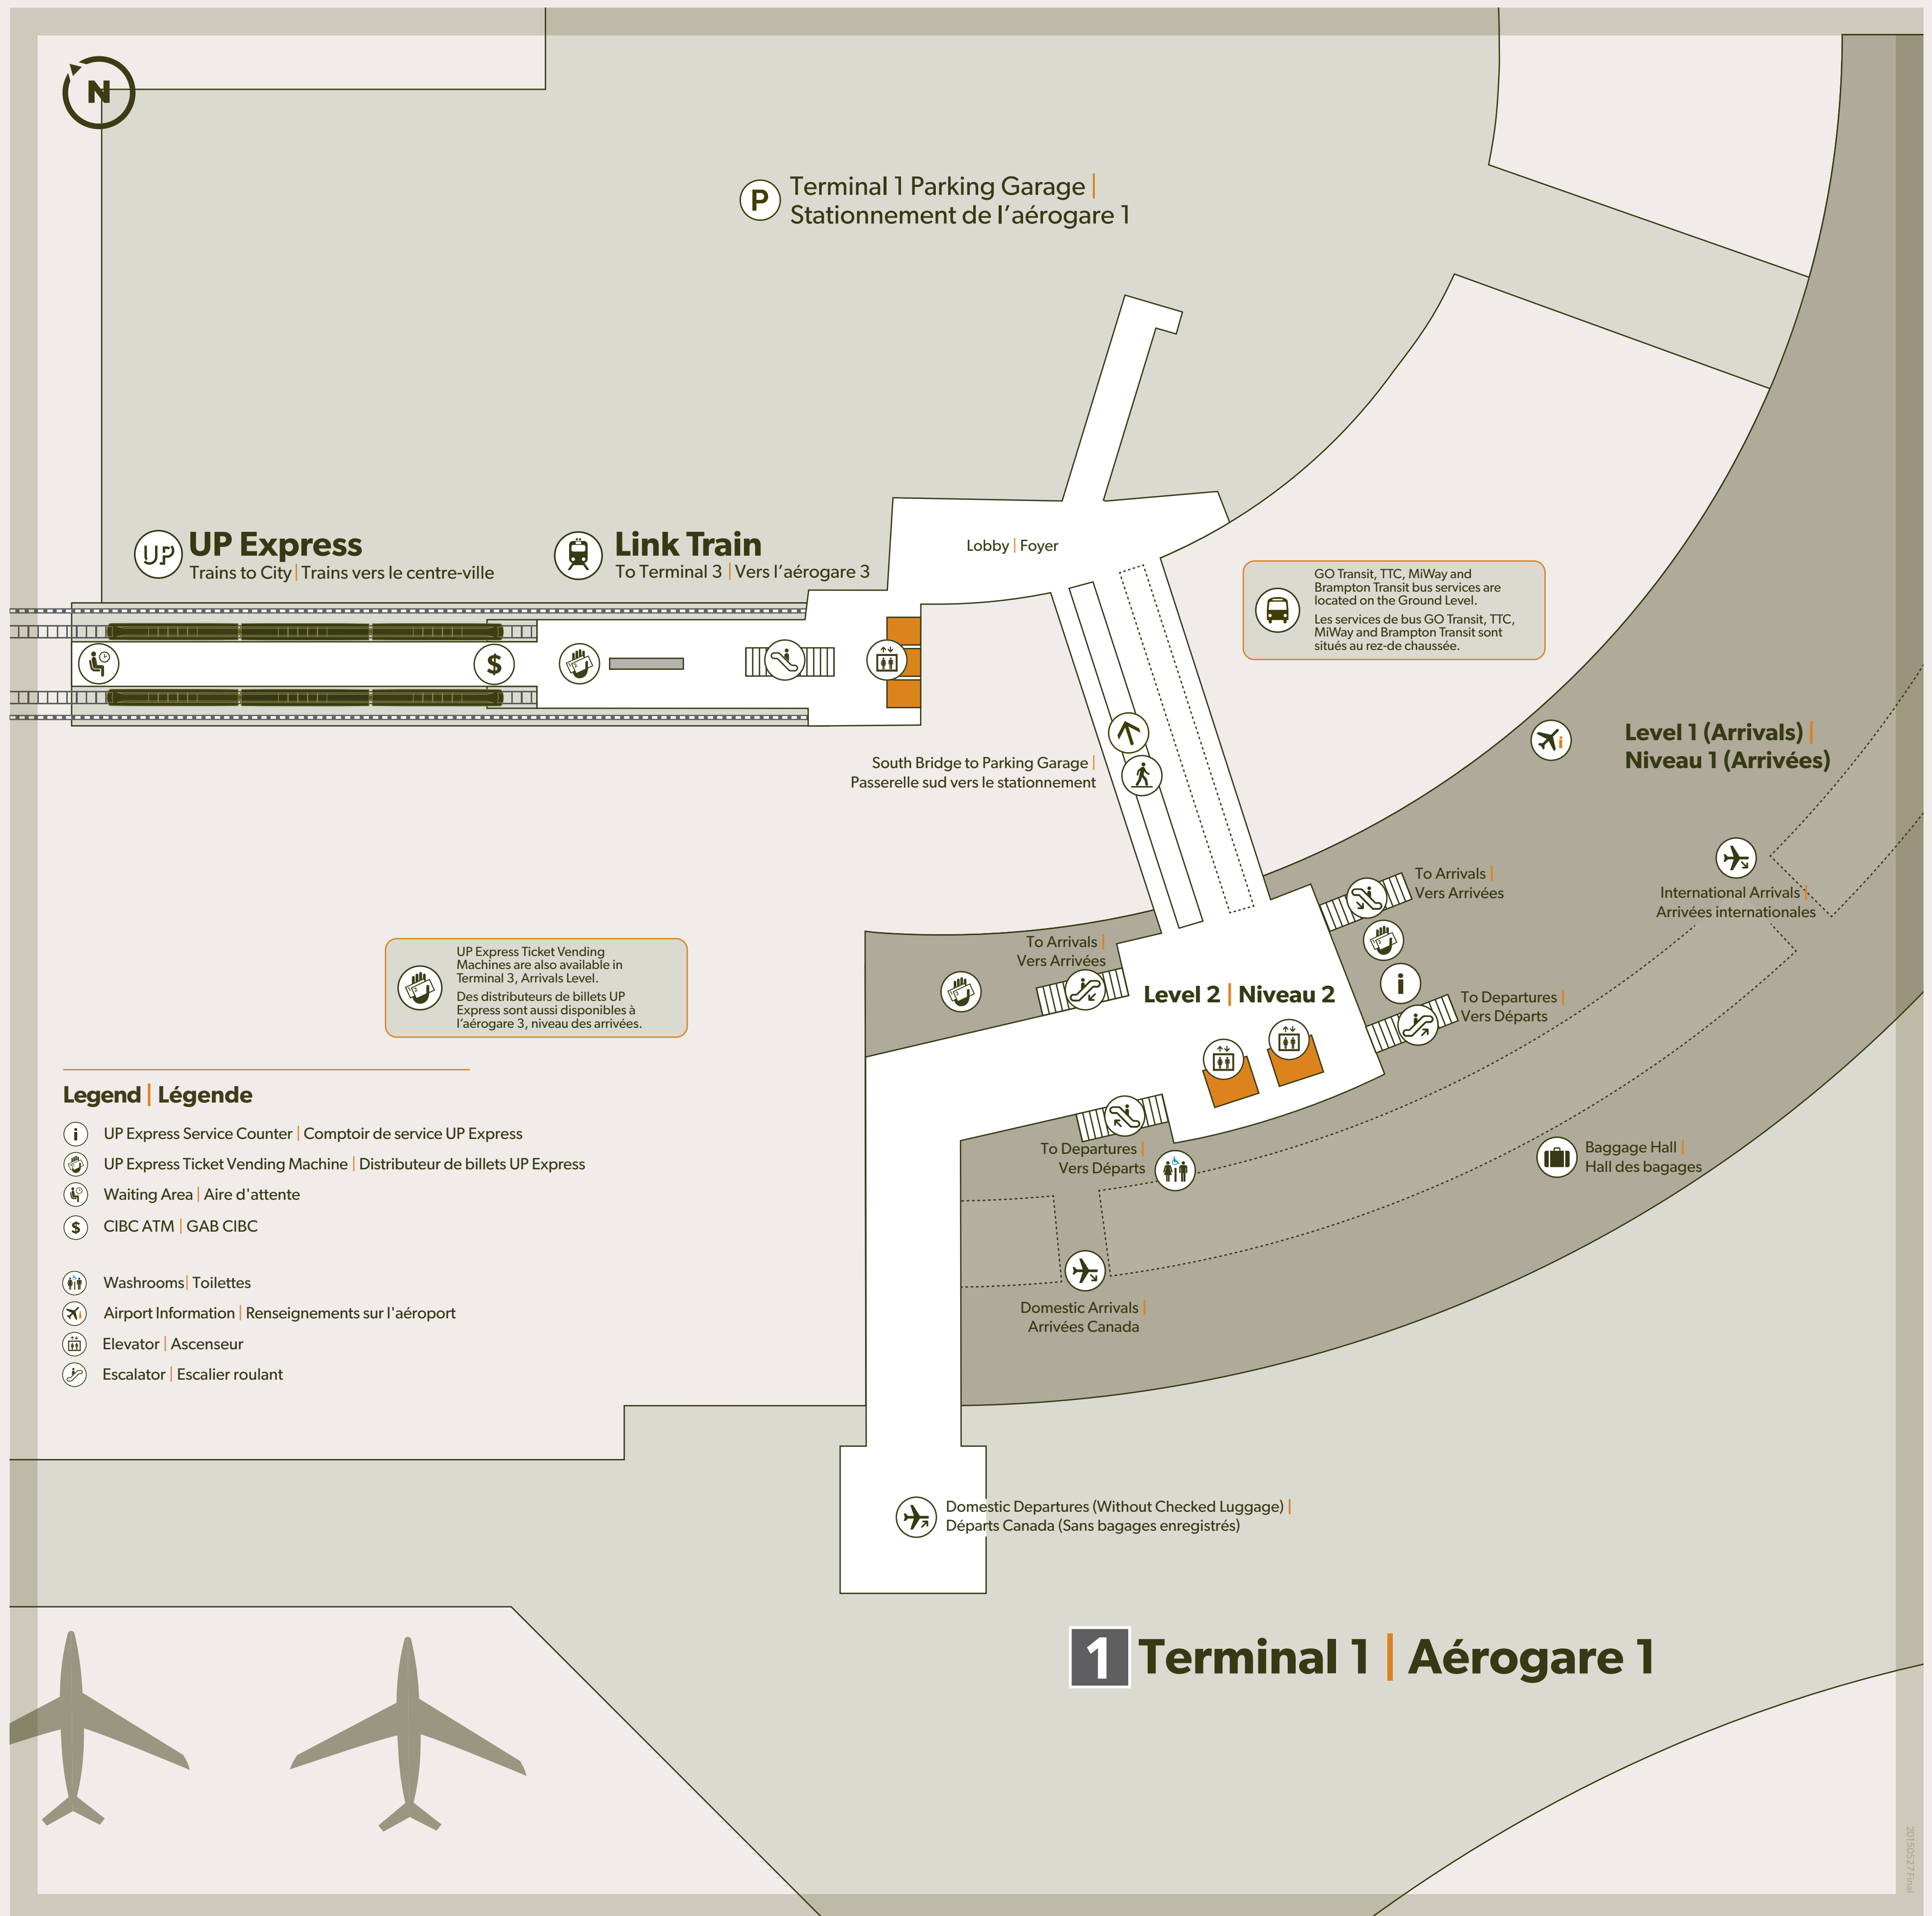 N
P
Terminal 1 Parking Garage |
Stationnement de l'aérogare 1
UP
UP Express
Trains to City | Trains vers le centre-ville
Link Train
To Terminal 3 | Vers l'aérogare 3
Lobby | Foyer
$
GO Transit, TTC, MiWay and
Brampton Transit bus services are
located on the Ground Level.
Les services de bus GO Transit, TTC,
MiWay and Brampton Transit sont
situés au rez-de chaussée.
South Bridge to Parking Garage |
Passerelle sud vers le stationnement
i
Level 1 (Arrivals) |
Niveau 1 (Arrivées)
To Arrivals |
Vers Arrivées
International Arrivals |
Arrivées internationales
To Arrivals |
Vers Arrivées
Level 2 | Niveau 2
i
To Departures |
Vers Départs
UP Express Ticket Vending
Machines are also available in
Terminal 3, Arrivals Level.
Des distributeurs de billets UP
Express sont aussi disponibles à
l'aérogare 3, niveau des arrivées.
To Departures |
Vers Départs
Baggage Hall |
Hall des bagages
Domestic Arrivals |
Arrivées Canada
Legend | Légende
i UP Express Service Counter | Comptoir de service UP Express
UP Express Ticket Vending Machine | Distributeur de billets UP Express
Waiting Area | Aire d'attente
$ CIBC ATM | GAB CIBC
Washrooms | Toilettes
i Airport Information | Renseignements sur l'aéroport
Elevator | Ascenseur
Escalator | Escalier roulant
Domestic Departures (Without Checked Luggage) |
Départs Canada (Sans bagages enregistrés)
1 Terminal 1 | Aérogare 1
20150527 Final